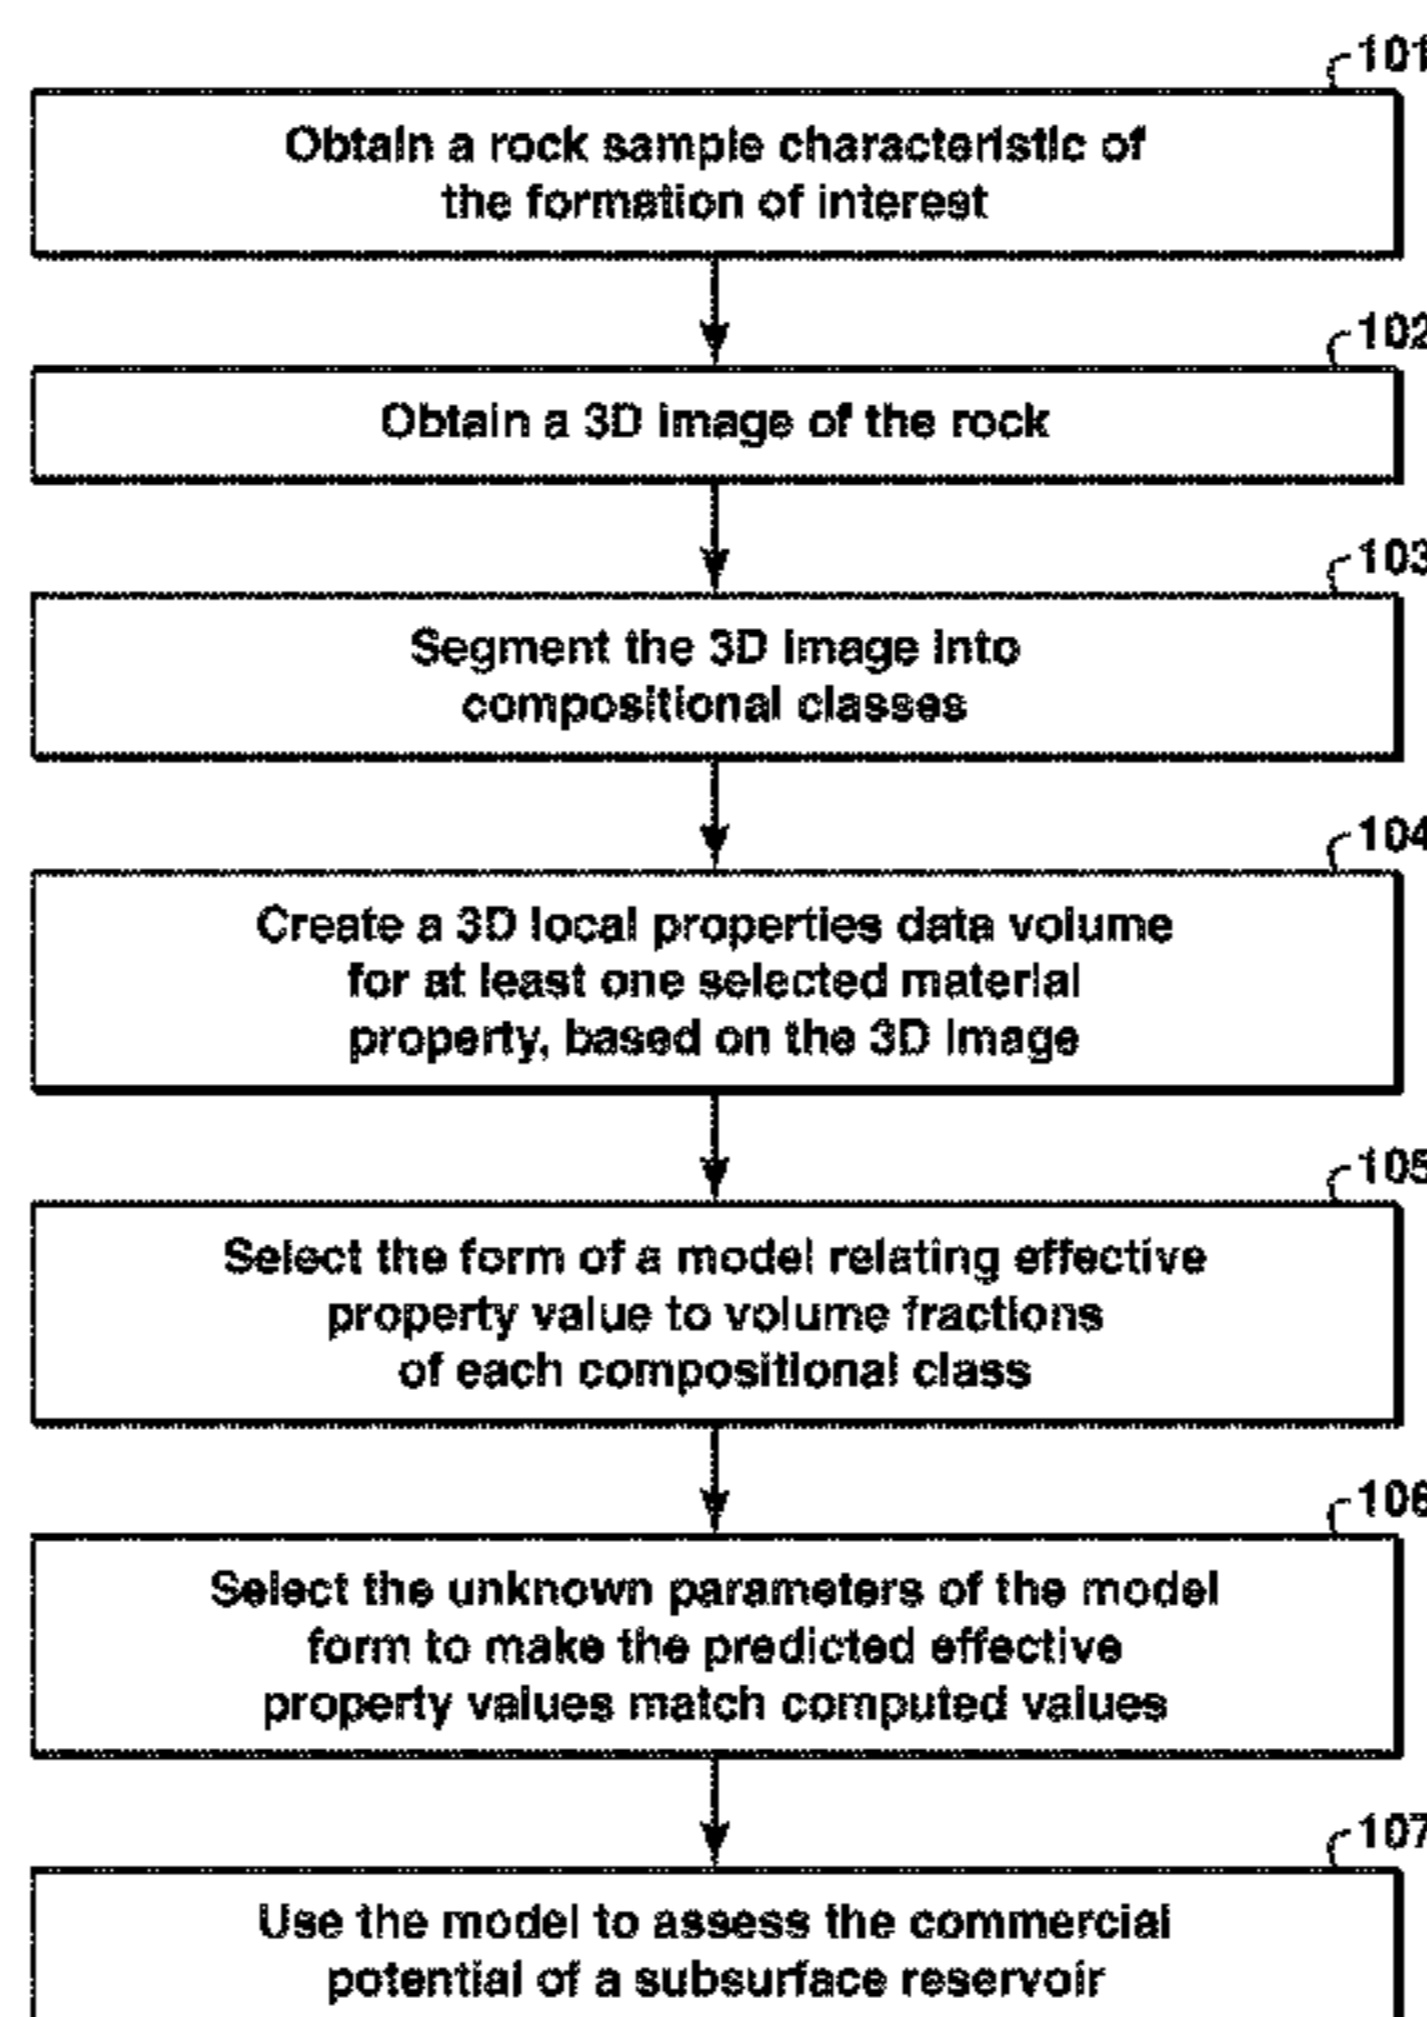 101
Obtain a rock sample characteristic of
the formation of interest
102
Obtain a 3D image of the rock
103
Segment the 3D image into
compositional classes
104
Create a 3D local properties data volume
for at least one selected material
property, based on the 3D image
105
Select the form of a model relating effective
property value to volume fractions
of each compositional class
106
Select the unknown parameters of the model
form to make the predicted effective
property values match computed values
107
Use the model to assess the commercial
potential of a subsurface reservoir